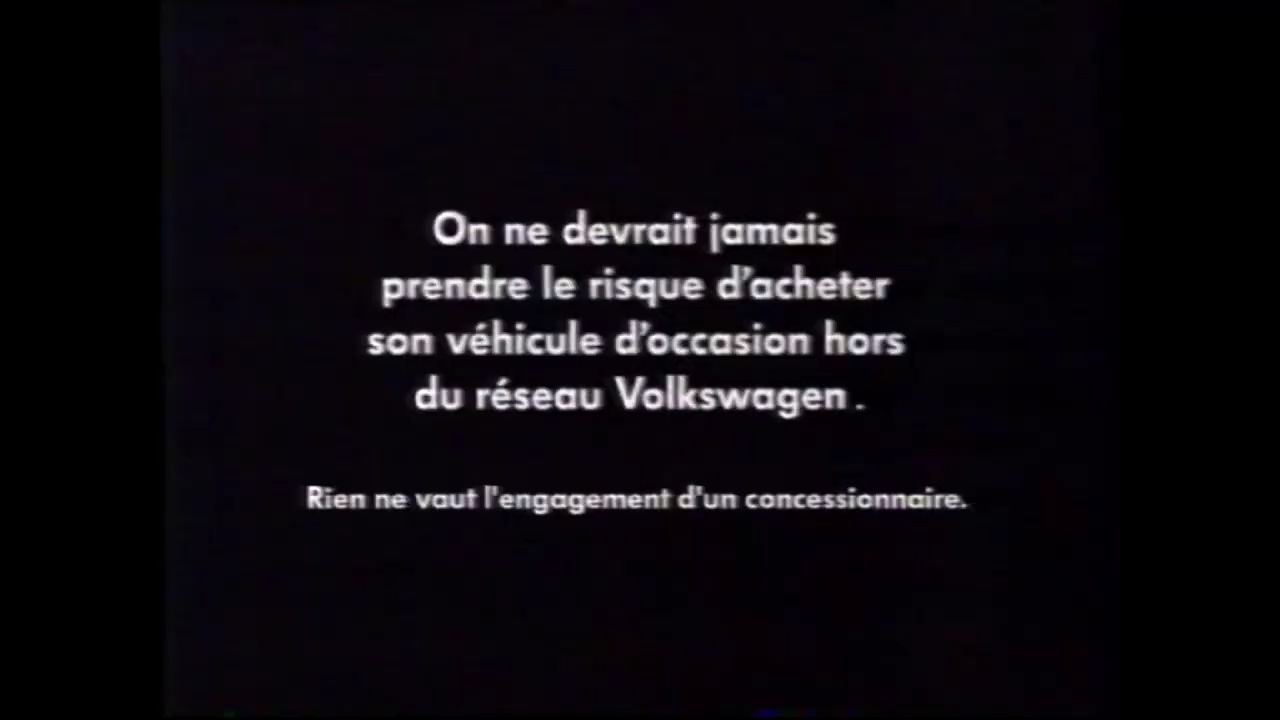 On ne devrait jamais
prendre le risque d'acheter
son véhicule d'occasion hors
du réseau Volkswagen .
Rien ne vaut l'engagement d'un concessionnaire.